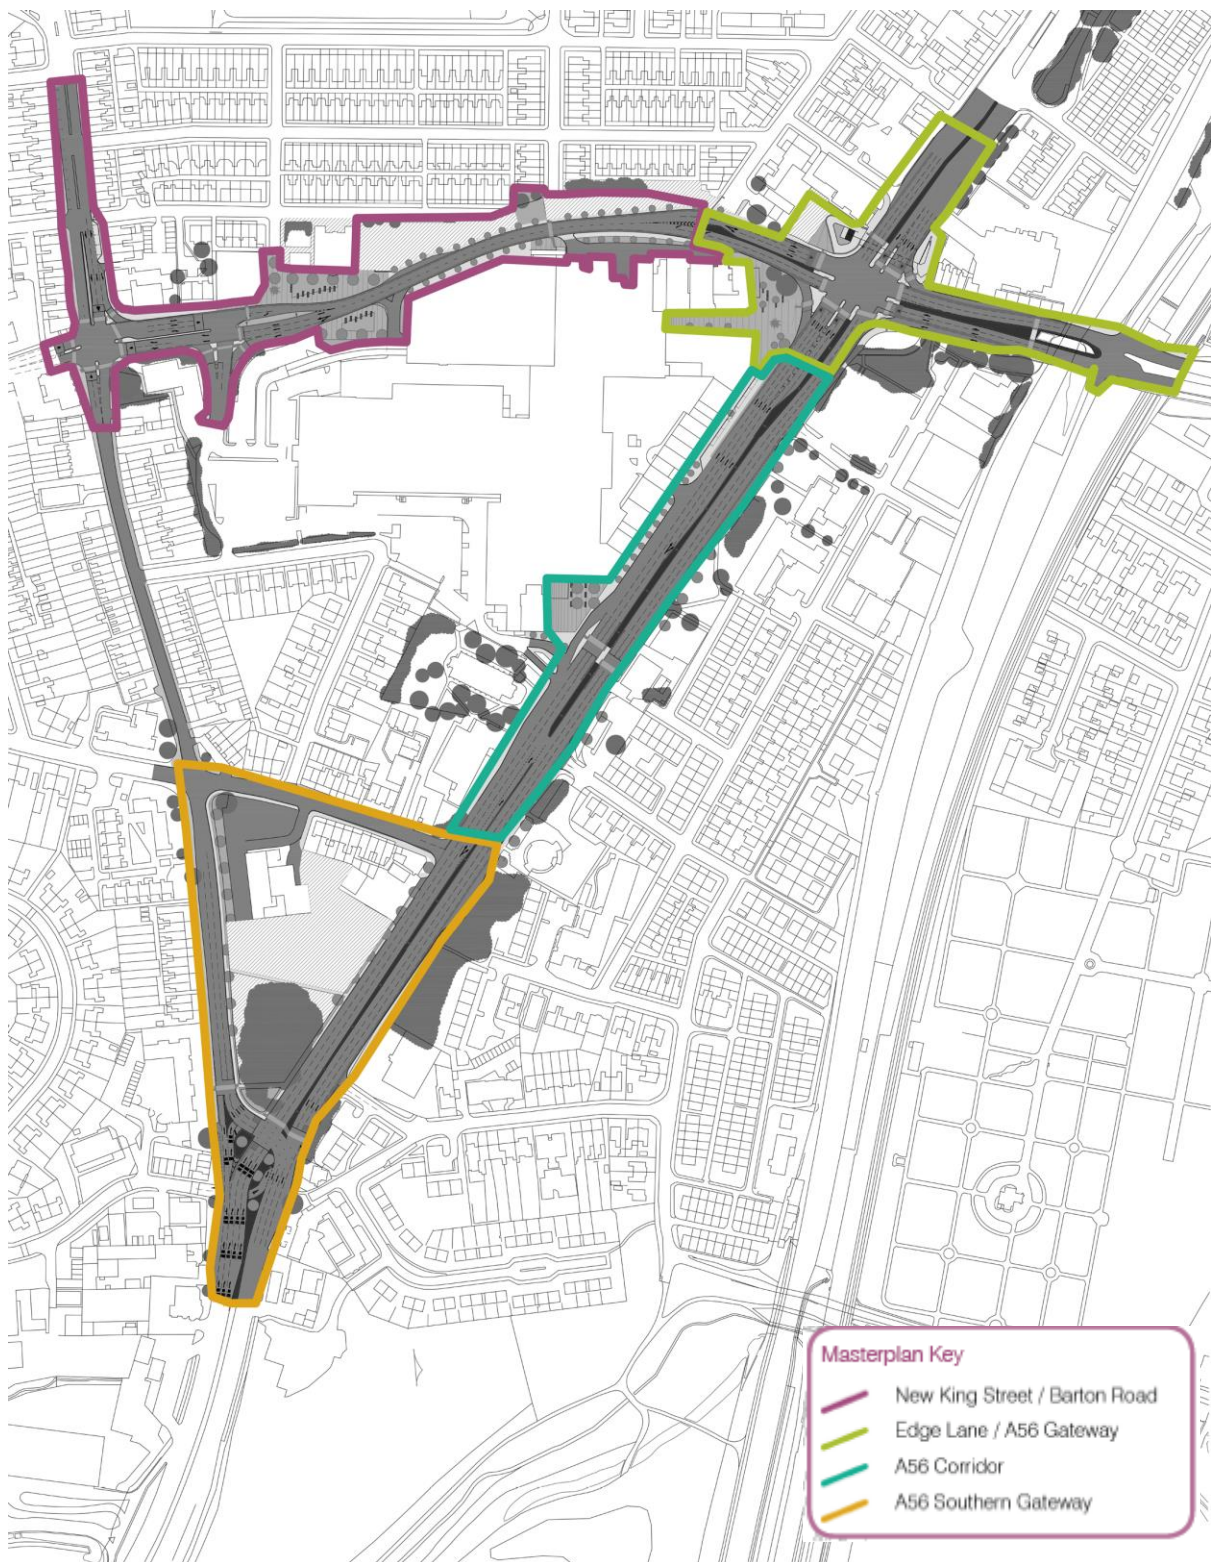 Masterplan Key
New King Street / Barton Road
Edge Lane / A56 Gateway
A56 Corridor
A56 Southern Gateway